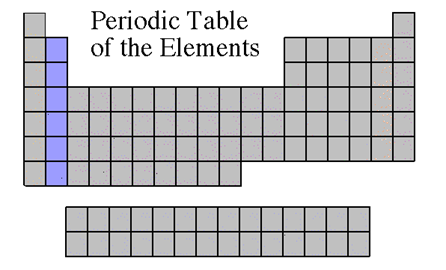 Periodic Table
of the Elements